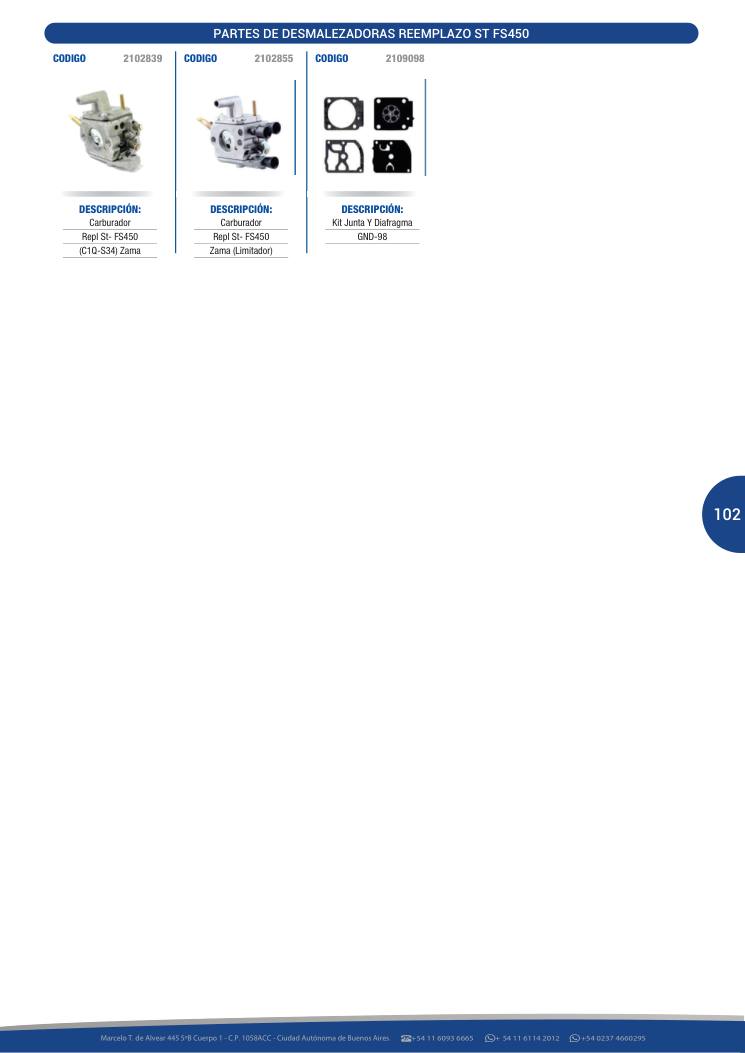 PARTES DE DESMALEZADORAS REEMPLAZO ST FS450
CODIGO 2102839
DESCRIPCIÓN:
Carburador
Repl St- FS450
(C1Q-S34) Zama
CODIGO 2102855
DESCRIPCIÓN:
Carburador
Repl St- FS450
Zama (Limitador)
CODIGO 2109098
DESCRIPCIÓN:
Kit Junta Y Diafragma
GND-98
102
Marcelo T. de Alvear 445 5ºB Cuerpo 1 - C.P. 1058ACC - Ciudad Autónoma de Buenos Aires +54 11 6093 6665 + 54 11 6114 2012 +54 0237 4660295